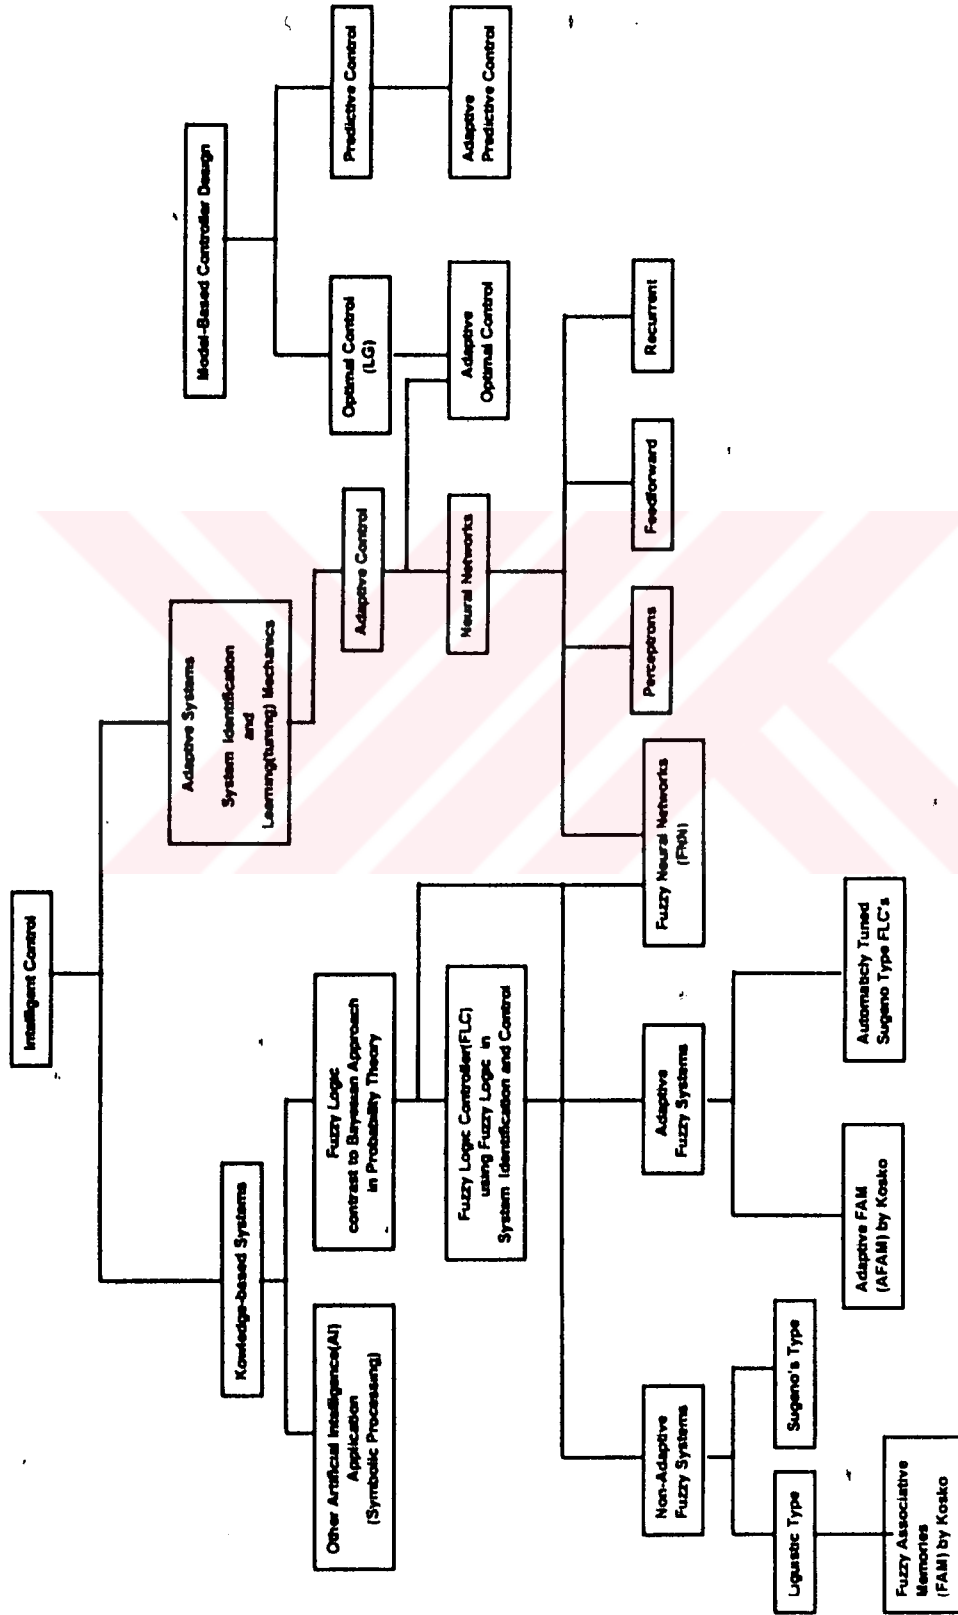 Intelligent Control
Kowledge-based Systems
Adaptive Systems
System Identification
and
Learning(tuning) Mechanics
Model-Based Controller Design
Other Artificial Intelligence(AI)
Application
(Symbolic Processing)
Fuzzy Logic
contrast to Bayesian Approach
in Probability Theory
Adaptive Control
Optimal Control
(LG)
Predictive Control
Fuzzy Logic Controller(FLC)
using Fuzzy Logic in
System Identification and Control
Neural Networks
Adaptive
Optimal Control
Adaptive
Predictive Control
Non-Adaptive
Fuzzy Systems
Adaptive
Fuzzy Systems
Fuzzy Neural Networks
(FNN)
Perceptrons
Feedforward
Recurrent
Liguistic Type
Sugeno's Type
Adaptive FAM
(AFAM) by Kosko
Automaticly Tuned
Sugeno Type FLC's
Fuzzy Associative
Memories
(FAM) by Kosko